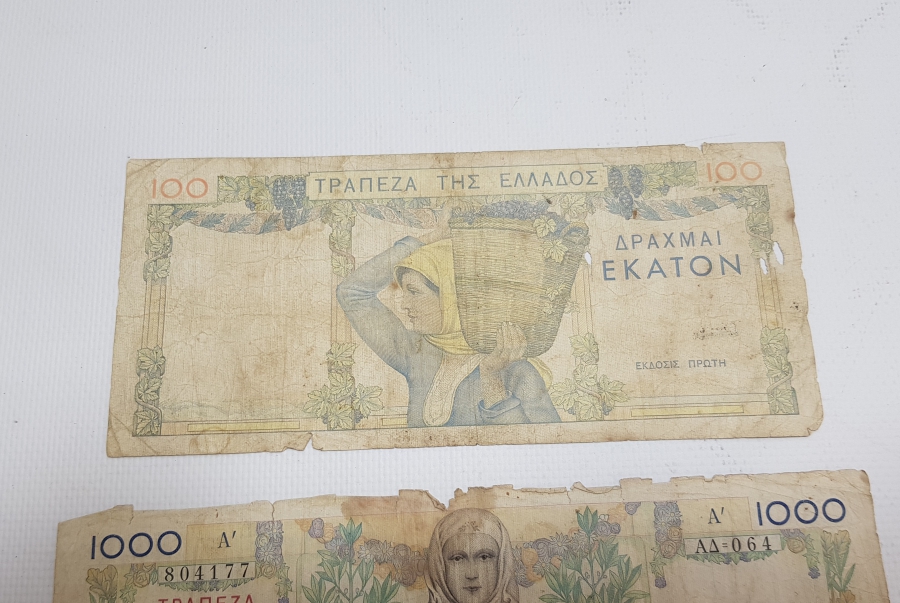 100 ΤΡΑΠΕΖΑ ΤΗΣ ΕΛΛΑΔΟΣ 100
ΔΡΑΧΜΑΙ
ΕΚΑΤΟΝ
ΕΚΔΟΣΙΣ ΠΡΩΤΗ
1000 Α' Α' 1000
804177 ΑΔ=064
ΤΡΑΠΕΖΑ